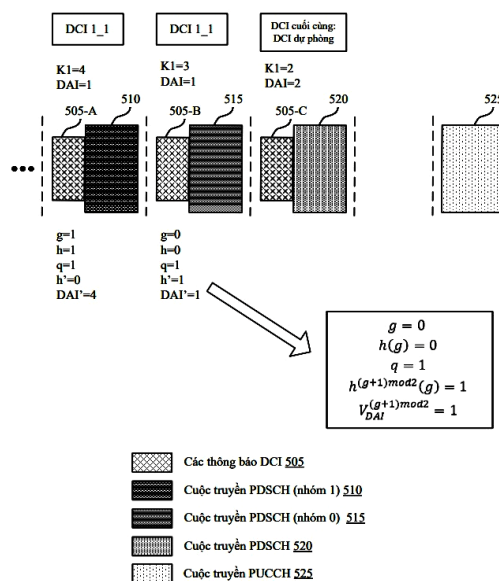 DCI 1_1
DCI 1_1
DCI cuối cùng:
DCI dự phòng
K1=4
DAI=1
K1=3
DAI=1
K1=2
DAI=2
505-A
510
505-B
515
505-C
520
525
•••
g=1
h=1
q=1
h'=0
DAI'=4
g=0
h=0
q=1
h'=1
DAI'=1
g = 0
h(g) = 0
q = 1
h^{(g+1)mod2}(g) = 1
V_{DAI}^{(g+1)mod2} = 1
Các thông báo DCI 505
Cuộc truyền PDSCH (nhóm 1) 510
Cuộc truyền PDSCH (nhóm 0) 515
Cuộc truyền PDSCH 520
Cuộc truyền PUCCH 525